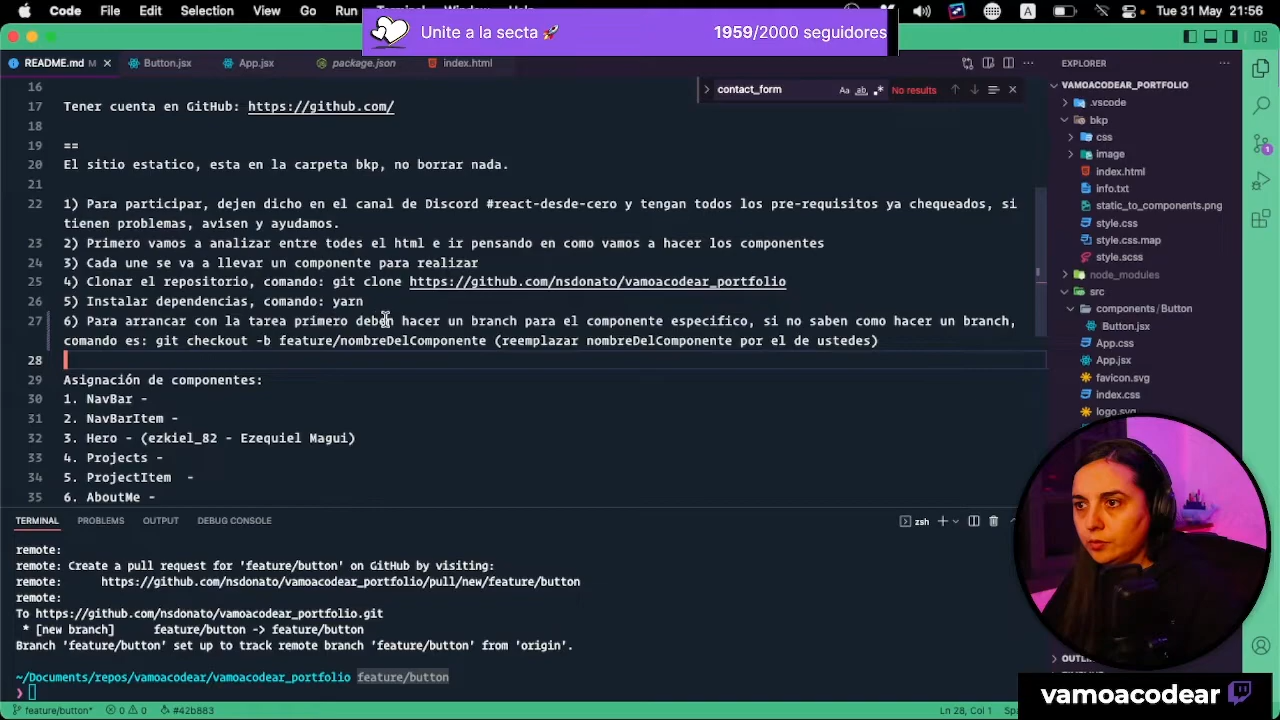 File
Edit
Selection
Tue 31 May 21:56
Unite a la secta 🚀
1959/2000 seguidores
README.md M
Button.jsx
App.jsx
package.json
index.html
EXPLORER
contact_form
Aa
ab
No results
16
17 Tener cuenta en GitHub: https://github.com/
18
19 ==
20 El sitio estatico, esta en la carpeta bkp, no borrar nada.
21
22 1) Para participar, dejen dicho en el canal de Discord #react-desde-cero y tengan todos los pre-requisitos ya chequeados, si
tienen problemas, avisen y ayudamos.
23 2) Primero vamos a analizar entre todes el html e ir pensando en como vamos a hacer los componentes
24 3) Cada une se va a llevar un componente para realizar
25 4) Clonar el repositorio, comando: git clone https://github.com/nsdonato/vamoacodear_portfolio
26 5) Instalar dependencias, comando: yarn
27 6) Para arrancar con la tarea primero deben hacer un branch para el componente especifico, si no saben como hacer un branch,
comando es: git checkout -b feature/nombreDelComponente (reemplazar nombreDelComponente por el de ustedes)
28
29 Asignación de componentes:
30 1. NavBar -
31 2. NavBarItem -
32 3. Hero - (ezkiel_82 - Ezequiel Magui)
33 4. Projects -
34 5. ProjectItem -
35 6. AboutMe -
VAMOACODEAR_PORTFOLIO
.vscode
bkp
css
image
index.html
info.txt
static_to_components.png
style.css
style.css.map
style.scss
node_modules
src
components/Button
Button.jsx
App.css
App.jsx
favicon.svg
index.css
logo.svg
TERMINAL
PROBLEMS
OUTPUT
DEBUG CONSOLE
zsh
remote:
remote: Create a pull request for 'feature/button' on GitHub by visiting:
remote: https://github.com/nsdonato/vamoacodear_portfolio/pull/new/feature/button
remote:
To https://github.com/nsdonato/vamoacodear_portfolio.git
* [new branch] feature/button -> feature/button
Branch 'feature/button' set up to track remote branch 'feature/button' from 'origin'.
~/Documents/repos/vamoacodear/vamoacodear_portfolio feature/button
❯
vamoacodear
feature/button*
0
0
#42b883
Ln 28, Col 1